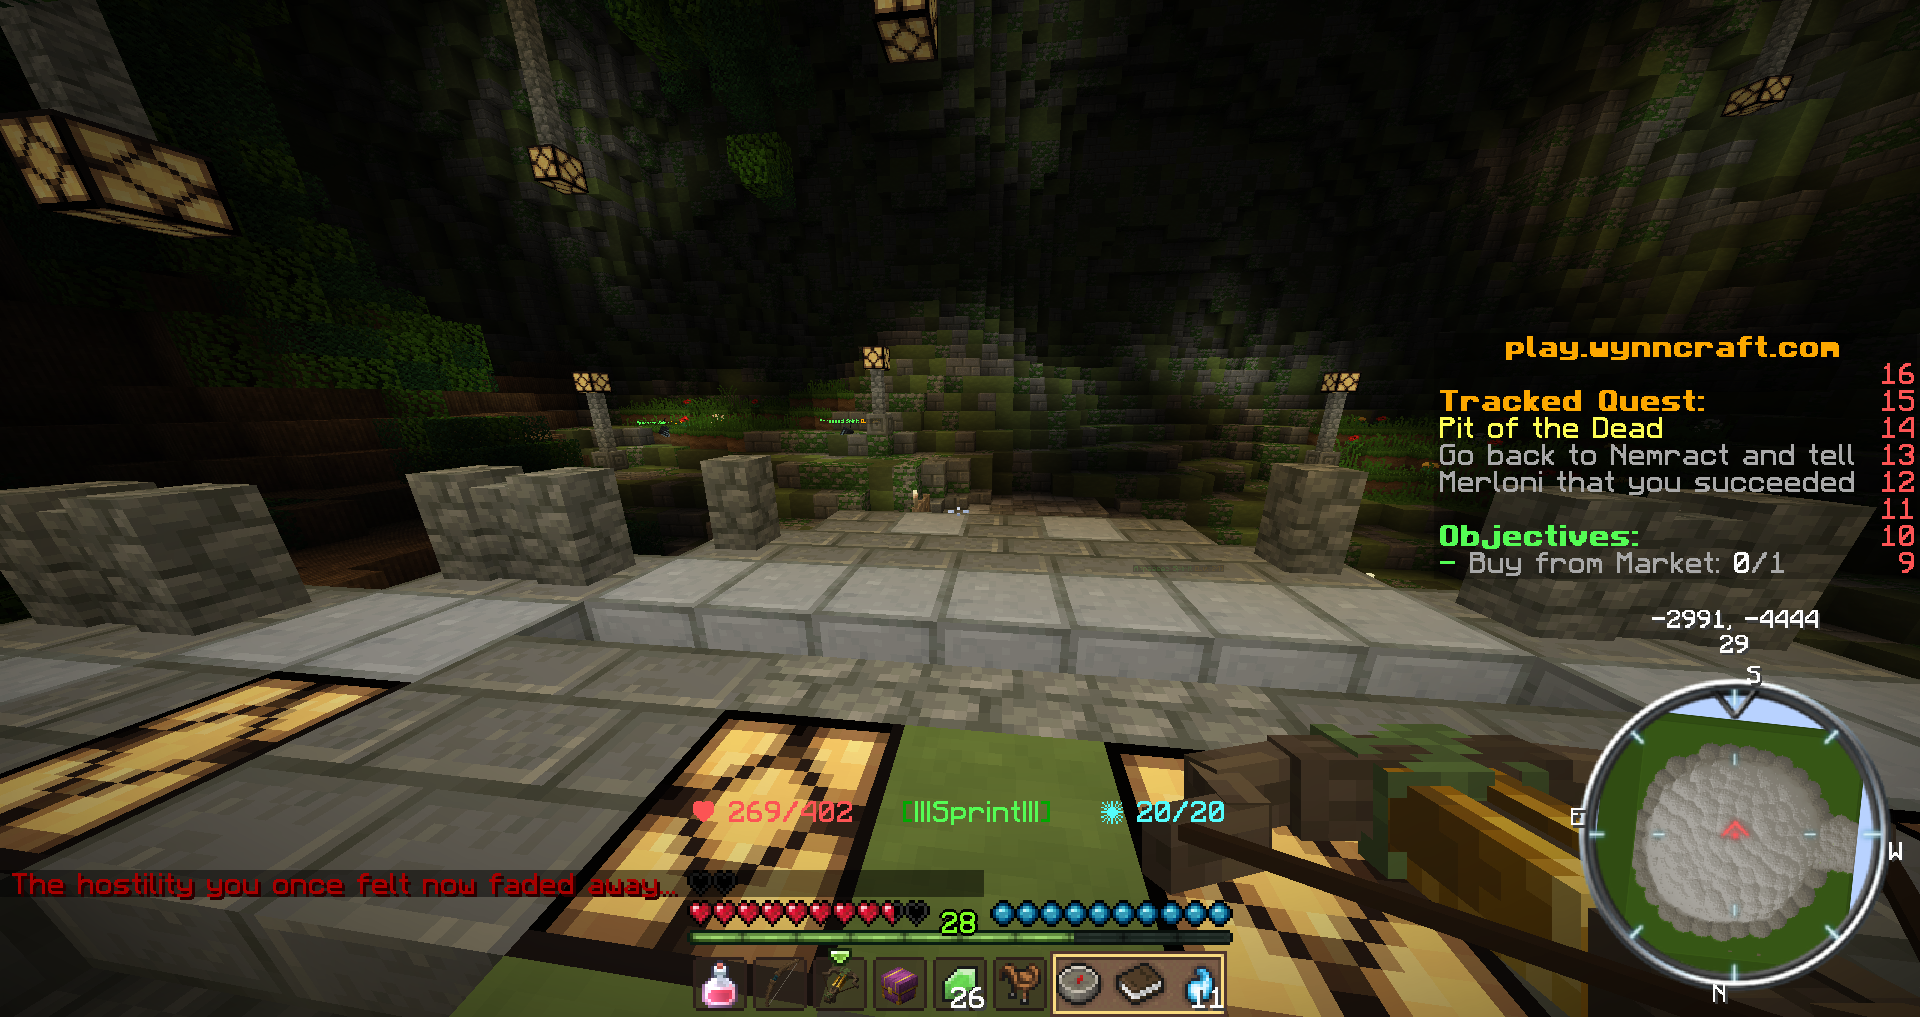 play.wynncraft.com
16
Tracked Quest: 15
Pit of the Dead 14
Go back to Nemract and tell 13
Merloni that you succeeded 12
11
Objectives: 10
- Buy from Market: 0/1 9
-2991, -4444
29
S
E
W
N
269/402 [|||Sprint|||] 20/20
The hostility you once felt now faded away...
28
26
11